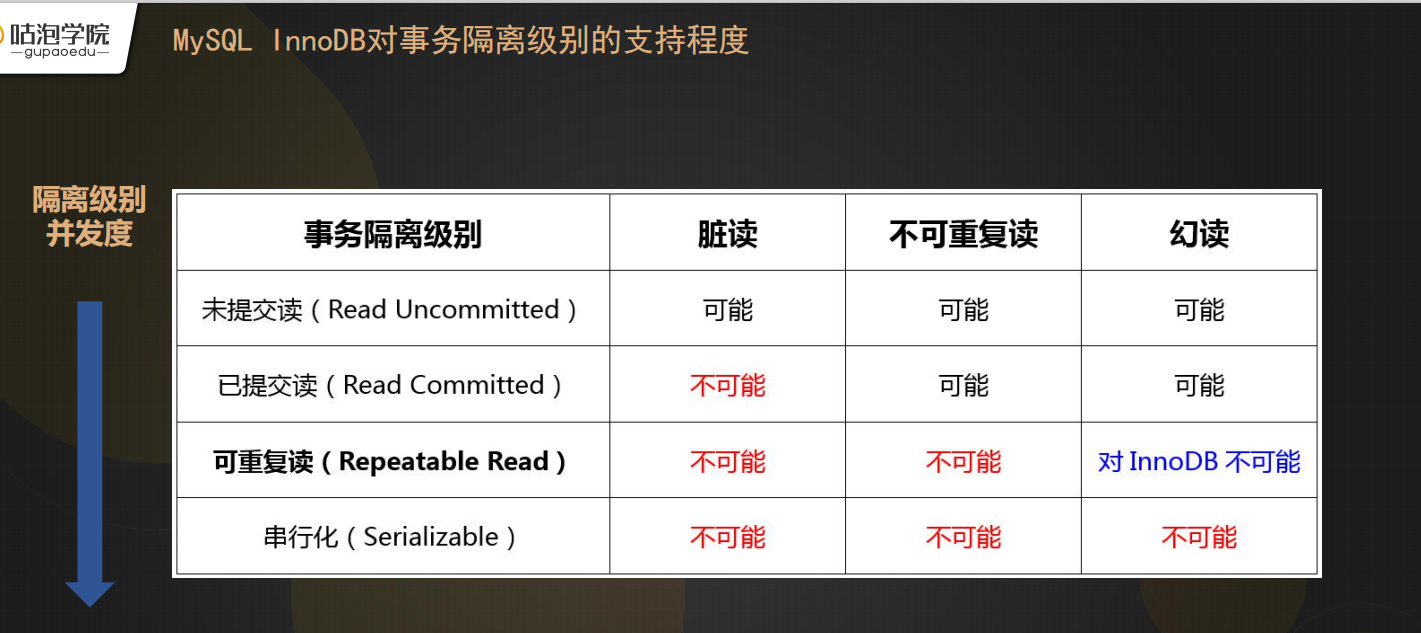 咕泡学院
—gupaoedu—
MySQL InnoDB对事务隔离级别的支持程度
隔离级别
并发度
事务隔离级别 脏读 不可重复读 幻读
未提交读（Read Uncommitted） 可能 可能 可能
已提交读（Read Committed） 不可能 可能 可能
可重复读（Repeatable Read） 不可能 不可能 对 InnoDB 不可能
串行化（Serializable） 不可能 不可能 不可能